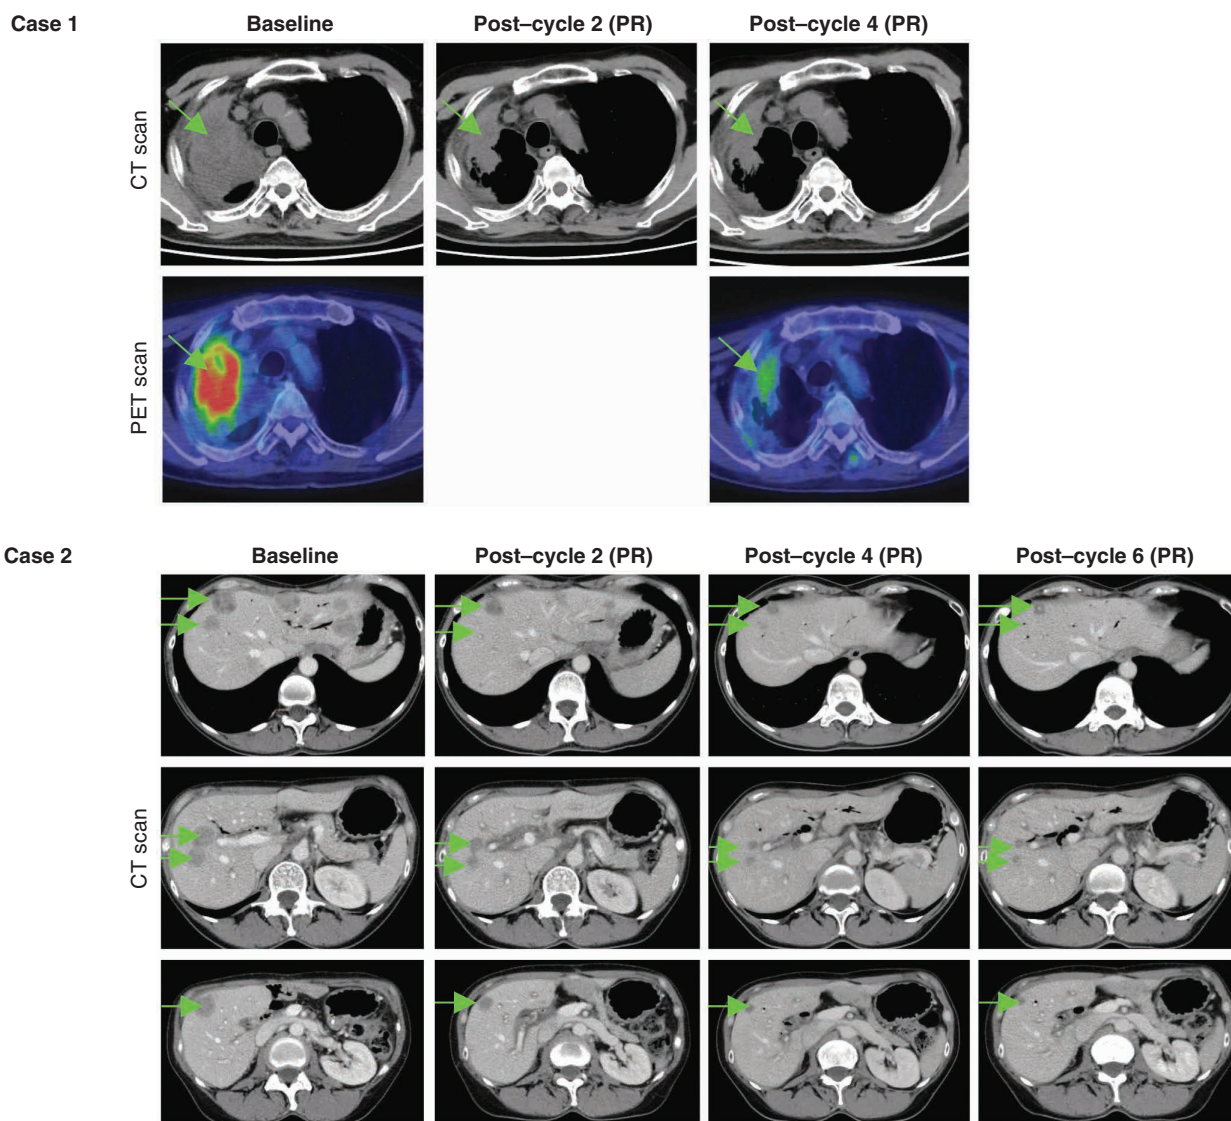 Case 1 Baseline Post–cycle 2 (PR) Post–cycle 4 (PR)
CT scan
PET scan
Case 2 Baseline Post–cycle 2 (PR) Post–cycle 4 (PR) Post–cycle 6 (PR)
CT scan